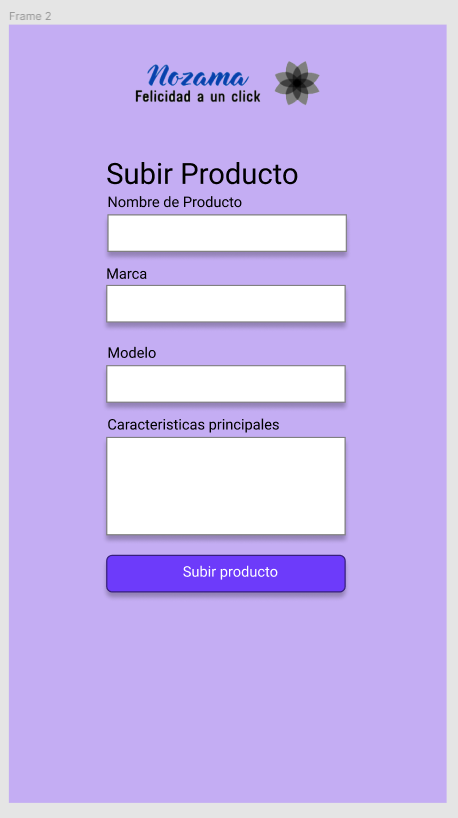 Frame 2
Nozama
Felicidad a un click
Subir Producto
Nombre de Producto
Marca
Modelo
Caracteristicas principales
Subir producto